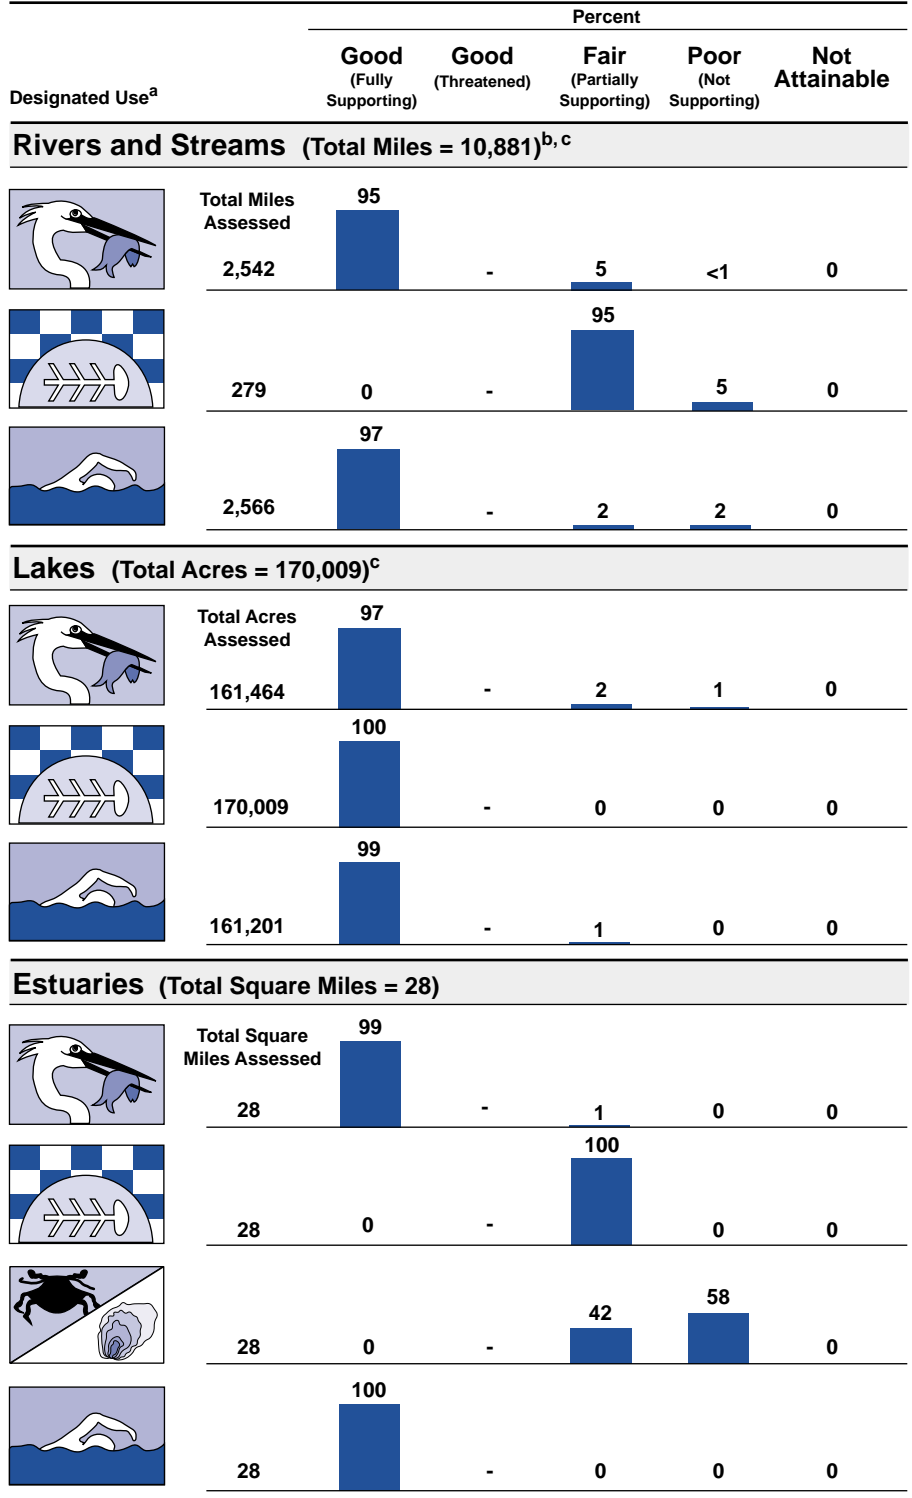 Percent
Designated Use^a
Good (Fully Supporting)
Good (Threatened)
Fair (Partially Supporting)
Poor (Not Supporting)
Not Attainable
Rivers and Streams (Total Miles = 10,881)^b, c
Total Miles Assessed
95
2,542 - 5 <1 0
95
279 0 - 5 0
97
2,566 - 2 2 0
Lakes (Total Acres = 170,009)^c
Total Acres Assessed
97
161,464 - 2 1 0
100
170,009 - 0 0 0
99
161,201 - 1 0 0
Estuaries (Total Square Miles = 28)
Total Square Miles Assessed
99
28 - 1 0 0
100
28 0 - 0 0
42 58
28 0 - 0
100
28 - 0 0 0